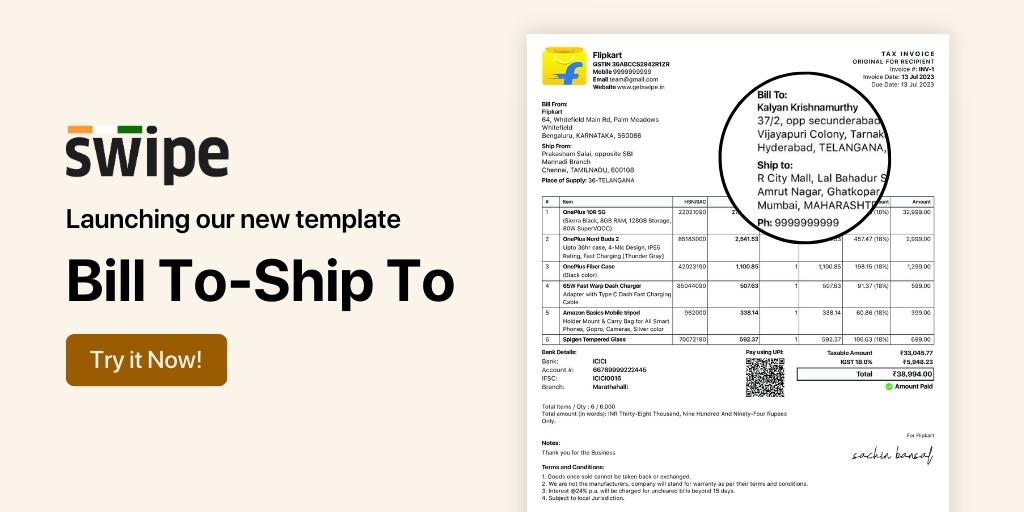 swipe
Launching our new template
Bill To-Ship To
Try it Now!
Flipkart
GSTIN 36ABCCS2942R1ZR
Mobile 9999999999
Email team@gmail.com
Website www.getswipe.in
TAX INVOICE
ORIGINAL FOR RECIPIENT
Invoice #: INV-1
Invoice Date: 13 Jul 2023
Due Date: 13 Jul 2023
Bill From:
Flipkart
64, Whitefield Main Rd, Palm Meadows
Whitefield
Bengaluru, KARNATAKA, 560066
Ship From:
Prakasham Salai, opposite SBI
Mannadi Branch
Chennai, TAMILNADU, 600108
Place of Supply: 36-TELANGANA
Bill To:
Kalyan Krishnamurthy
37/2, opp secunderabad
Vijayapuri Colony, Tarnak
Hyderabad, TELANGANA,
Ship to:
R City Mall, Lal Bahadur S
Amrut Nagar, Ghatkopar
Mumbai, MAHARASHTR
Ph: 9999999999
# Item HSN/SAC Amount
1 OnePlus 10R 5G 22021090 (18%) 32,999.00
(Sierra Black, 8GB RAM, 128GB Storage,
80W SuperVOOC)
2 OnePlus Nord Buds 2 85183000 2,541.53 457.47 (18%) 2,999.00
Upto 36hr case, 4-Mic Design, IP55
Rating, Fast Charging [Thunder Gray]
3 OnePlus Fiber Case 42023190 1,100.85 1 1,100.85 198.15 (18%) 1,299.00
(Black color)
4 65W Fast Warp Dash Charger 85044090 507.63 1 507.63 91.37 (18%) 599.00
Adapter with Type C Dash Fast Charging
Cable
5 Amazon Basics Mobile tripod 962000 338.14 1 338.14 60.86 (18%) 399.00
Holder Mount & Carry Bag for All Smart
Phones, Gopro, Cameras, Silver color
6 Spigen Tempered Glass 70072190 592.37 1 592.37 106.63 (18%) 699.00
Bank Details:
Bank: ICICI
Account #: 66789999222445
IFSC: ICICI0016
Branch: Marathahalli
Pay using UPI:
Taxable Amount ₹33,045.77
IGST 18.0% ₹5,948.23
Total ₹38,994.00
Amount Paid
Total Items / Qty : 6 / 6.000
Total amount (in words): INR Thirty-Eight Thousand, Nine Hundred And Ninety-Four Rupees
Only.
For Flipkart
sachin bansal
Notes:
Thank you for the Business
Terms and Conditions:
1. Goods once sold cannot be taken back or exchanged.
2. We are not the manufacturers, company will stand for warranty as per their terms and conditions.
3. Interest @24% p.a. will be charged for uncleared bills beyond 15 days.
4. Subject to local Jurisdiction.